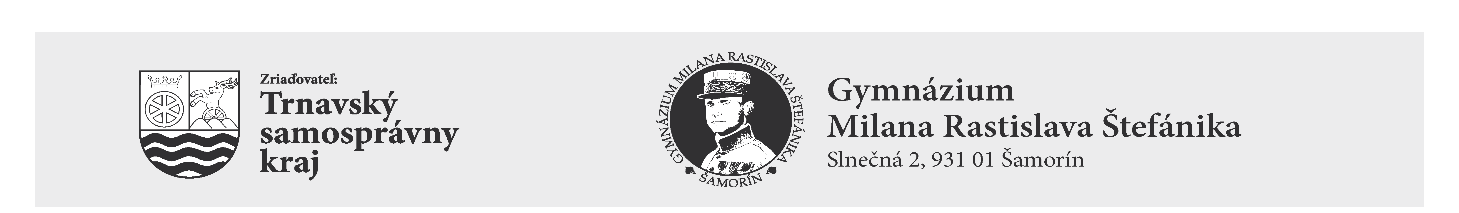 Zriaďovateľ:
Trnavský
samosprávny
kraj
GYMNÁZIUM MILANA RASTISLAVA ŠTEFÁNIKA
ŠAMORÍN
Gymnázium
Milana Rastislava Štefánika
Slnečná 2, 931 01 Šamorín